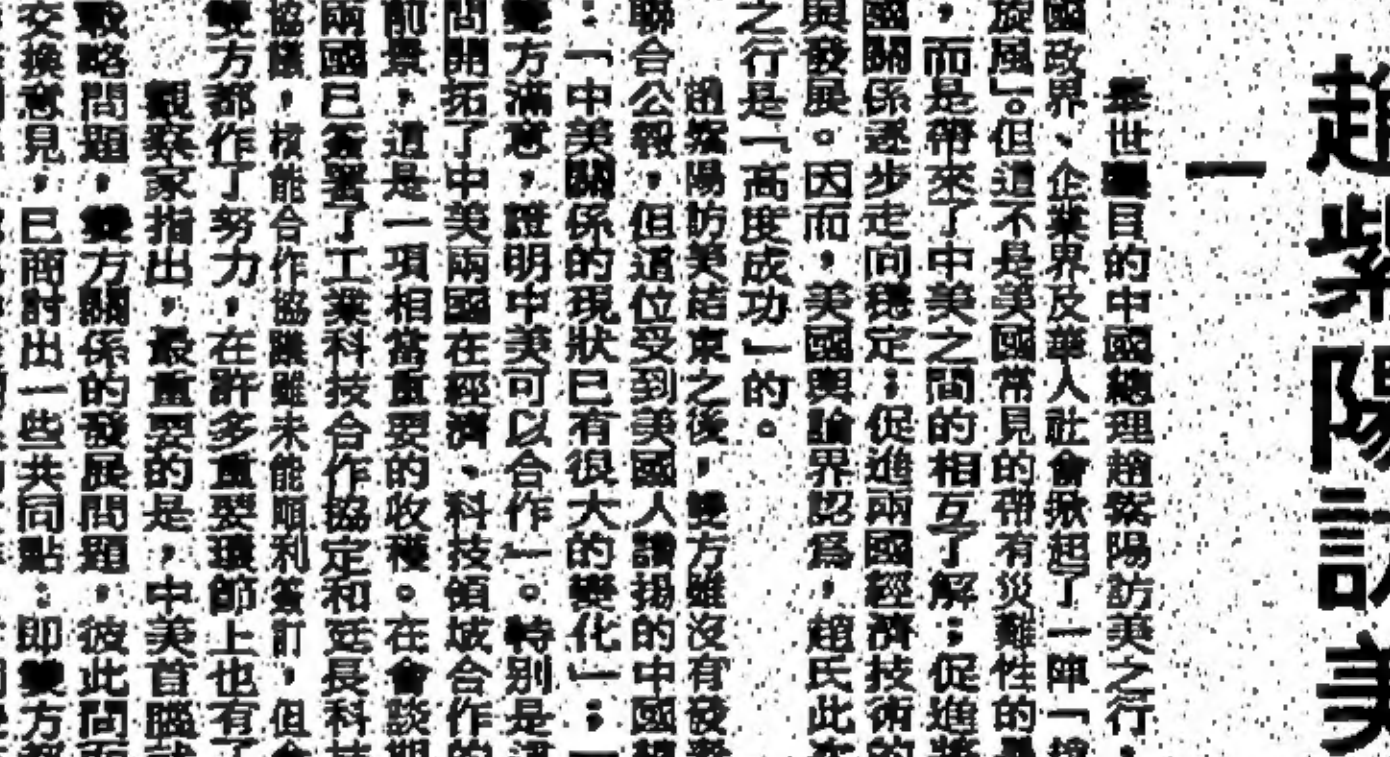 趙紫陽訪美
一
舉世矚目的中國總理趙紫陽訪美之行，
國政界、企業界及華人社會掀起了一陣「
旋風」。但這不是美國常見的帶有災難性的
，而是帶來了中美之間的相互了解；促進
國關係逐步走向穩定；促進兩國經濟技術的
與發展。因而，美國輿論界認爲，趙氏此
之行是「高度成功」的。
趙紫陽訪美結束之後，雙方雖沒有發
聯合公報，但這位受到美國人讚揚的中國
：「中美關係的現狀已有很大的變化」；「
雙方滿意，證明中美可以合作」。特別是
問開拓了中美兩國在經濟、科技領域合作的
前景，這是一項相當重要的收穫。在會談期
兩國已簽署了工業科技合作協定和延長科技
協議，核能合作協議雖未能順利簽訂，但
雙方都作了努力，在許多重要環節上也有了
觀察家指出，最重要的是，中美首腦就
戰略問題，雙方關係的發展問題，彼此間
交換意見，已商討出一些共同點：即雙方都